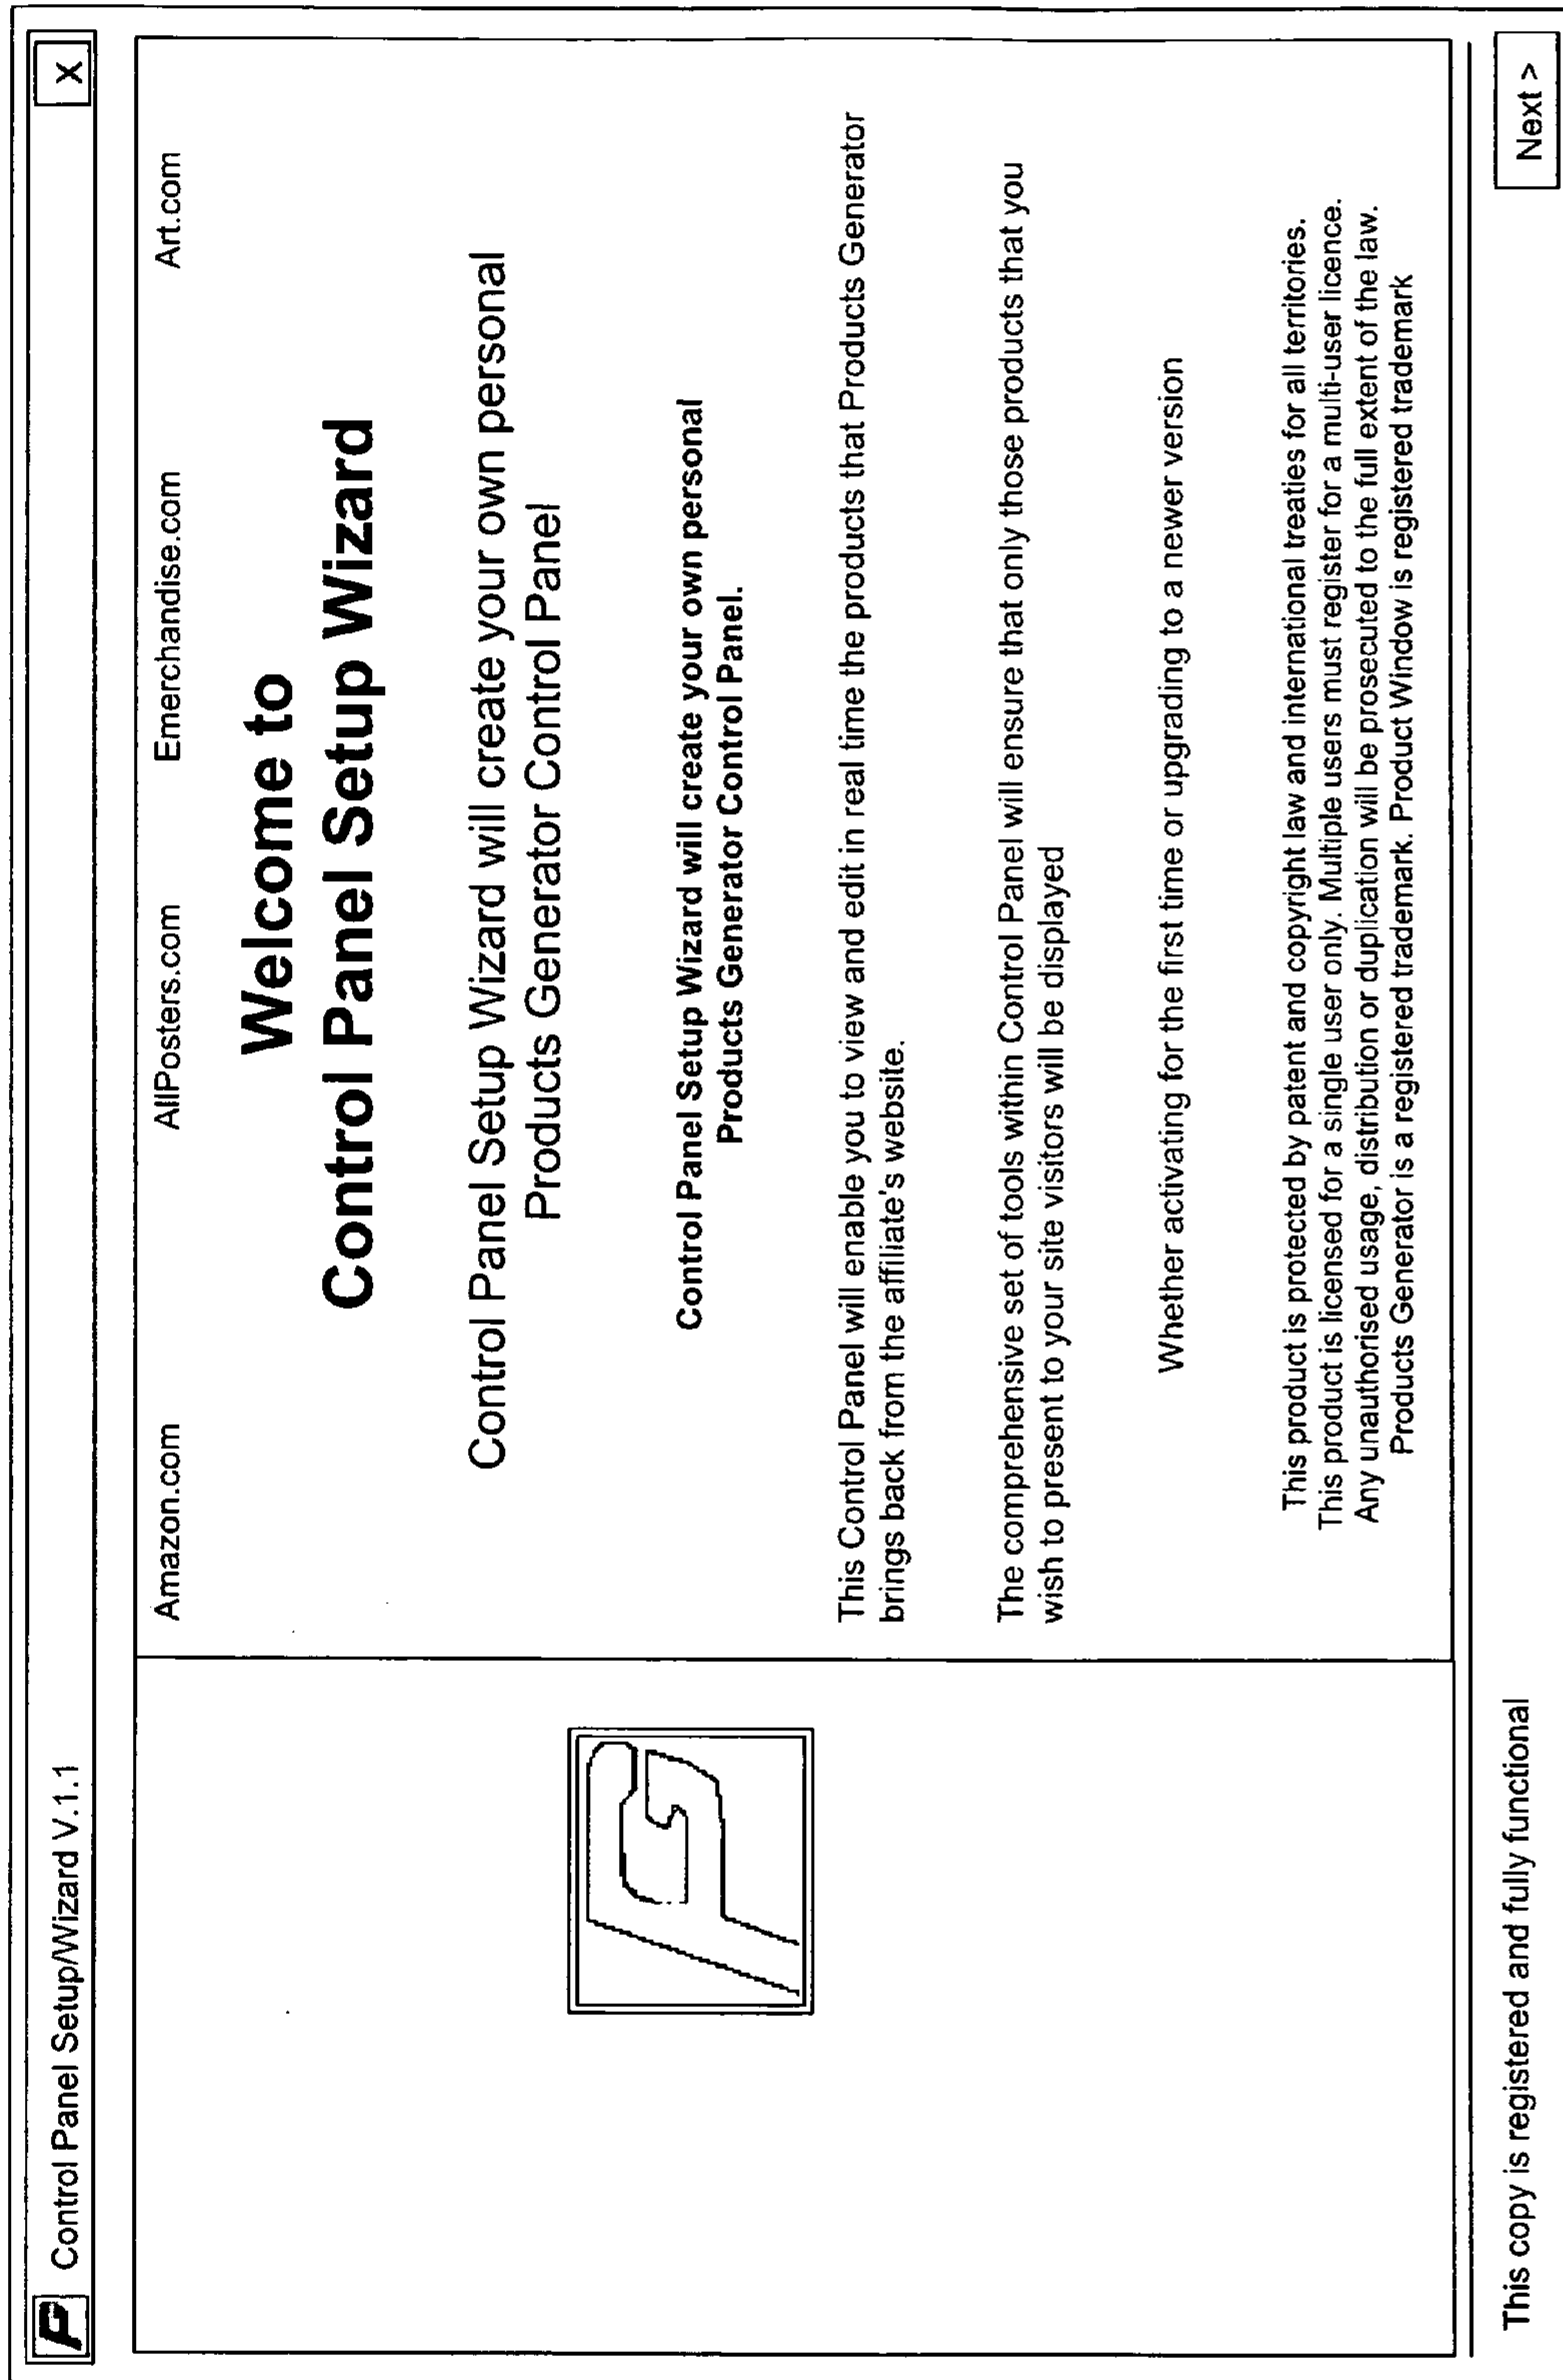 Control Panel Setup/Wizard V.1.1
X
Amazon.com AllPosters.com Emerchandise.com Art.com
Welcome to
Control Panel Setup Wizard
Control Panel Setup Wizard will create your own personal
Products Generator Control Panel
Control Panel Setup Wizard will create your own personal
Products Generator Control Panel.
This Control Panel will enable you to view and edit in real time the products that Products Generator
brings back from the affiliate's website.
The comprehensive set of tools within Control Panel will ensure that only those products that you
wish to present to your site visitors will be displayed
Whether activating for the first time or upgrading to a newer version
This product is protected by patent and copyright law and international treaties for all territories.
This product is licensed for a single user only. Multiple users must register for a multi-user licence.
Any unauthorised usage, distribution or duplication will be prosecuted to the full extent of the law.
Products Generator is a registered trademark. Product Window is registered trademark
This copy is registered and fully functional
Next >